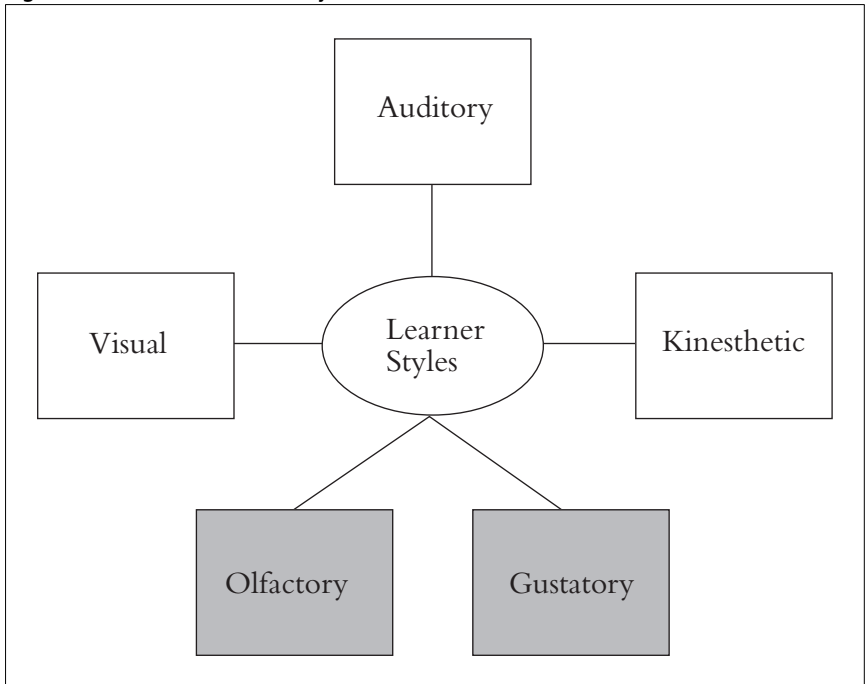 Auditory
Visual
Learner
Styles
Kinesthetic
Olfactory
Gustatory